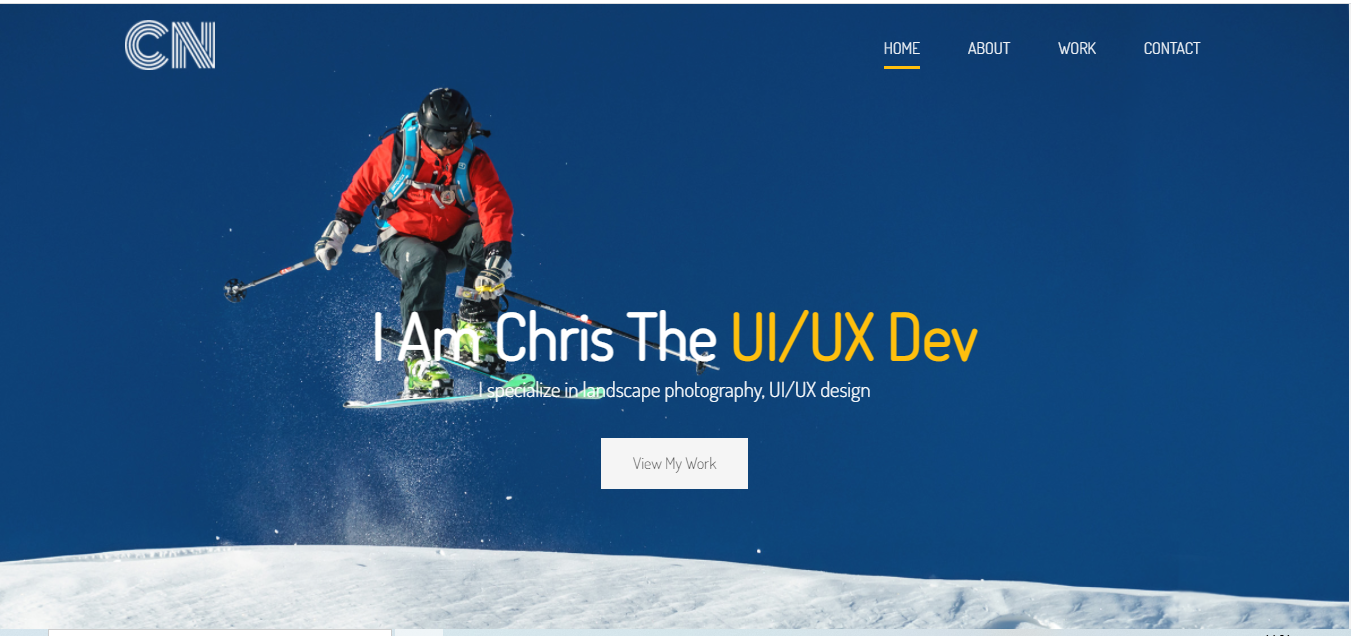 CN
HOME ABOUT WORK CONTACT
I Am Chris The UI/UX Dev
I specialize in landscape photography, UI/UX design
View My Work